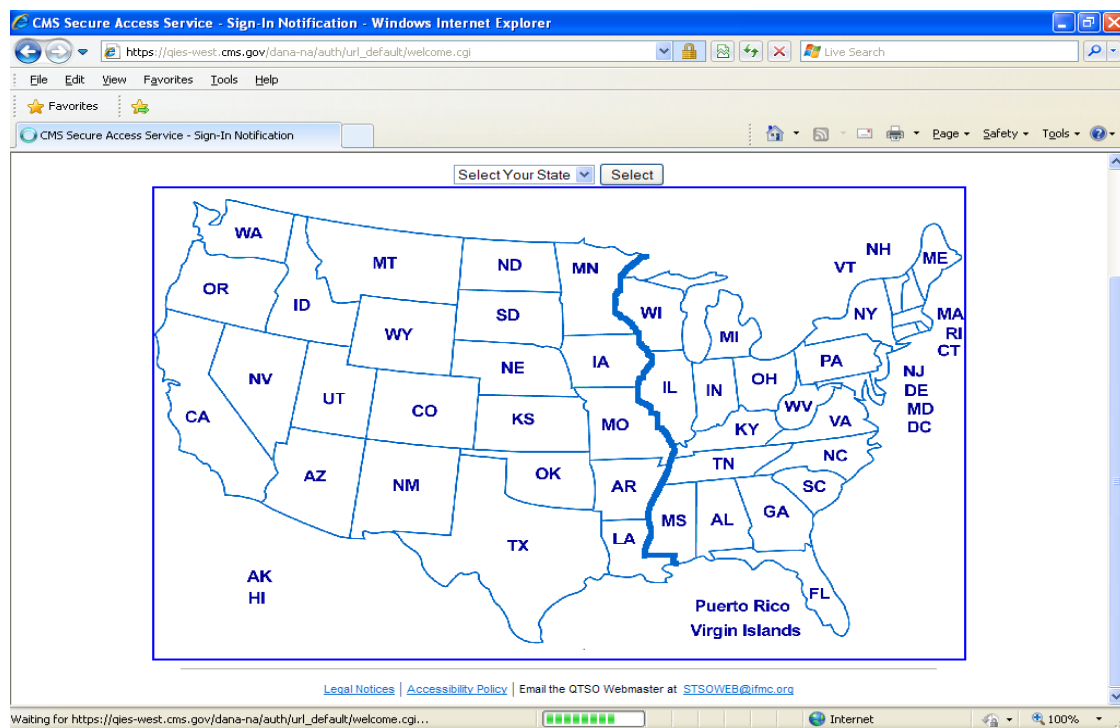 CMS Secure Access Service - Sign-In Notification - Windows Internet Explorer
https://qies-west.cms.gov/dana-na/auth/url_default/welcome.cgi
Live Search
File Edit View Favorites Tools Help
Favorites
CMS Secure Access Service - Sign-In Notification
Page Safety Tools
Select Your State Select
WA
MT
ND
MN
NH
VT
ME
OR
ID
SD
WI
NY
MA
WY
MI
RI
CT
NE
IA
PA
NV
UT
CO
IL
IN
OH
NJ
DE
MD
DC
CA
KS
MO
WV
VA
KY
AZ
NM
OK
AR
TN
NC
SC
TX
LA
MS
AL
GA
AK
HI
FL
Puerto Rico
Virgin Islands
Legal Notices | Accessibility Policy | Email the QTSO Webmaster at STSOWEB@ifmc.org
Waiting for https://qies-west.cms.gov/dana-na/auth/url_default/welcome.cgi... Internet 100%